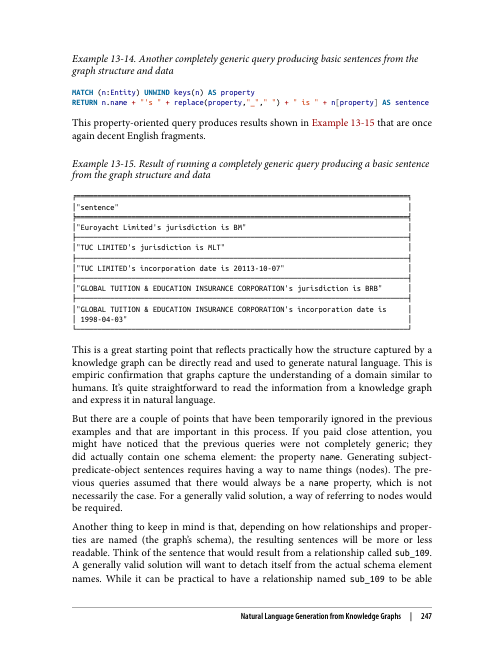 Example 13-14. Another completely generic query producing basic sentences from the
graph structure and data
MATCH (n:Entity) UNWIND keys(n) AS property
RETURN n.name + "'s " + replace(property,"_"," ") + " is " + n[property] AS sentence
This property-oriented query produces results shown in Example 13-15 that are once
again decent English fragments.
Example 13-15. Result of running a completely generic query producing a basic sentence
from the graph structure and data
"sentence"
"Euroyacht Limited's jurisdiction is BM"
"TUC LIMITED's jurisdiction is MLT"
"TUC LIMITED's incorporation date is 20113-10-07"
"GLOBAL TUITION & EDUCATION INSURANCE CORPORATION's jurisdiction is BRB"
"GLOBAL TUITION & EDUCATION INSURANCE CORPORATION's incorporation date is
1998-04-03"
This is a great starting point that reflects practically how the structure captured by a
knowledge graph can be directly read and used to generate natural language. This is
empiric confirmation that graphs capture the understanding of a domain similar to
humans. It's quite straightforward to read the information from a knowledge graph
and express it in natural language.
But there are a couple of points that have been temporarily ignored in the previous
examples and that are important in this process. If you paid close attention, you
might have noticed that the previous queries were not completely generic; they
did actually contain one schema element: the property name. Generating subject-
predicate-object sentences requires having a way to name things (nodes). The pre-
vious queries assumed that there would always be a name property, which is not
necessarily the case. For a generally valid solution, a way of referring to nodes would
be required.
Another thing to keep in mind is that, depending on how relationships and proper-
ties are named (the graph's schema), the resulting sentences will be more or less
readable. Think of the sentence that would result from a relationship called sub_109.
A generally valid solution will want to detach itself from the actual schema element
names. While it can be practical to have a relationship named sub_109 to be able
Natural Language Generation from Knowledge Graphs | 247